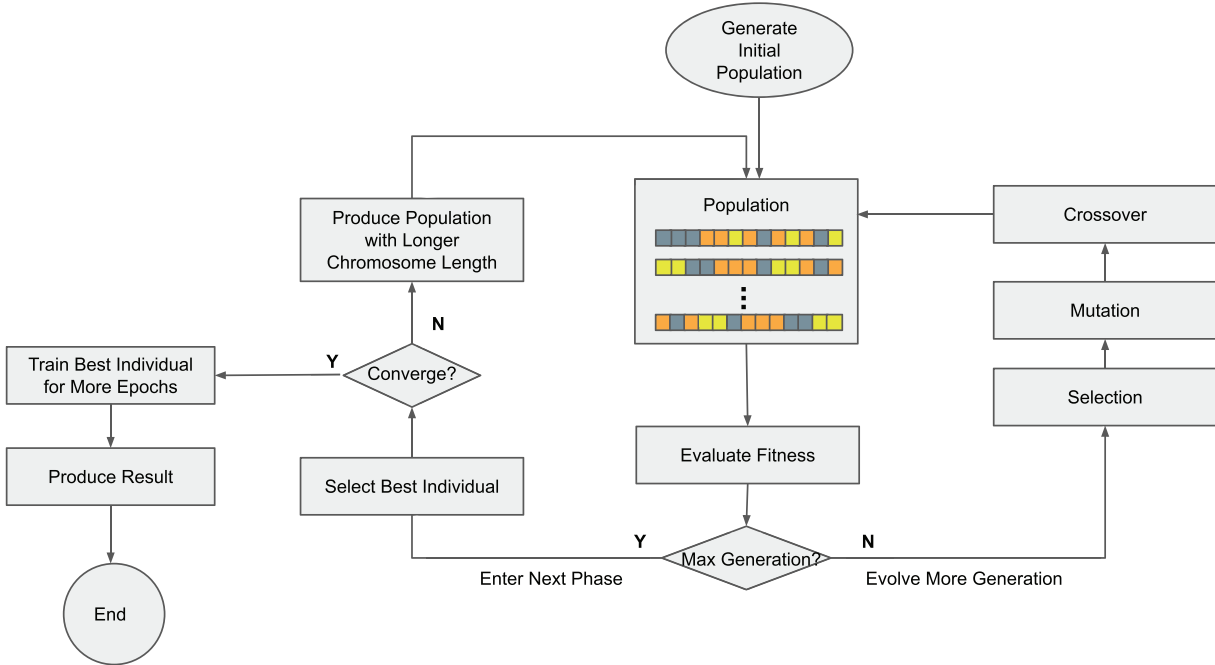 Generate
Initial
Population
Population
Crossover
Produce Population
with Longer
Chromosome Length
Mutation
N
Train Best Individual
for More Epochs
Y
Converge?
Selection
Evaluate Fitness
Produce Result
Select Best Individual
Y
Max Generation?
N
Enter Next Phase
Evolve More Generation
End